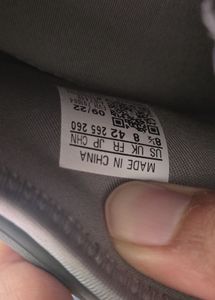 MADE IN CHINA
US UK FR JP CHN
8½ 8 42 265 260
09/22